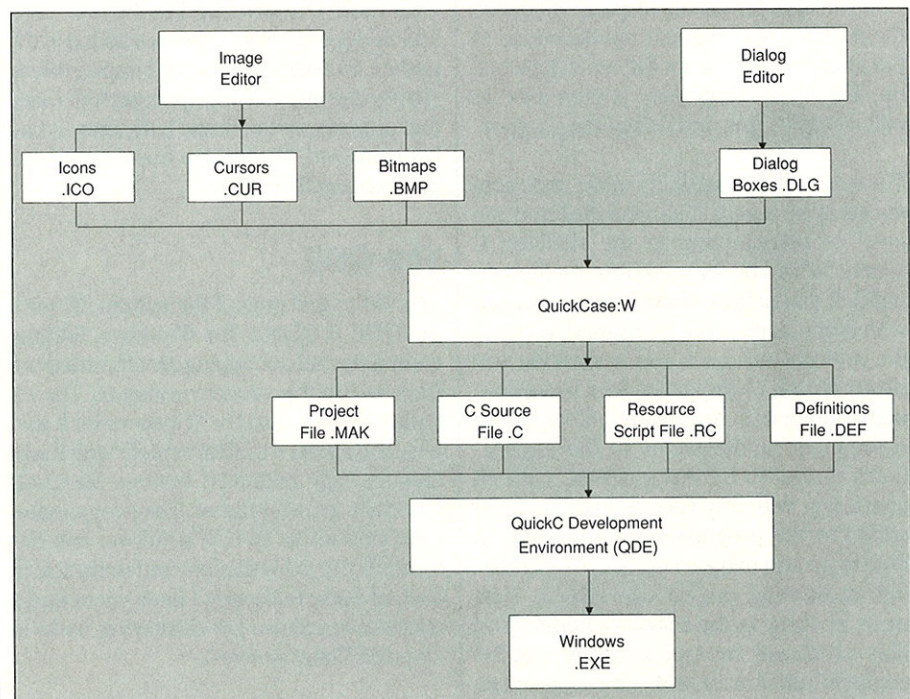 Image
Editor
Dialog
Editor
Icons
.ICO
Cursors
.CUR
Bitmaps
.BMP
Dialog
Boxes .DLG
QuickCase:W
Project
File .MAK
C Source
File .C
Resource
Script File .RC
Definitions
File .DEF
QuickC Development
Environment (QDE)
Windows
.EXE